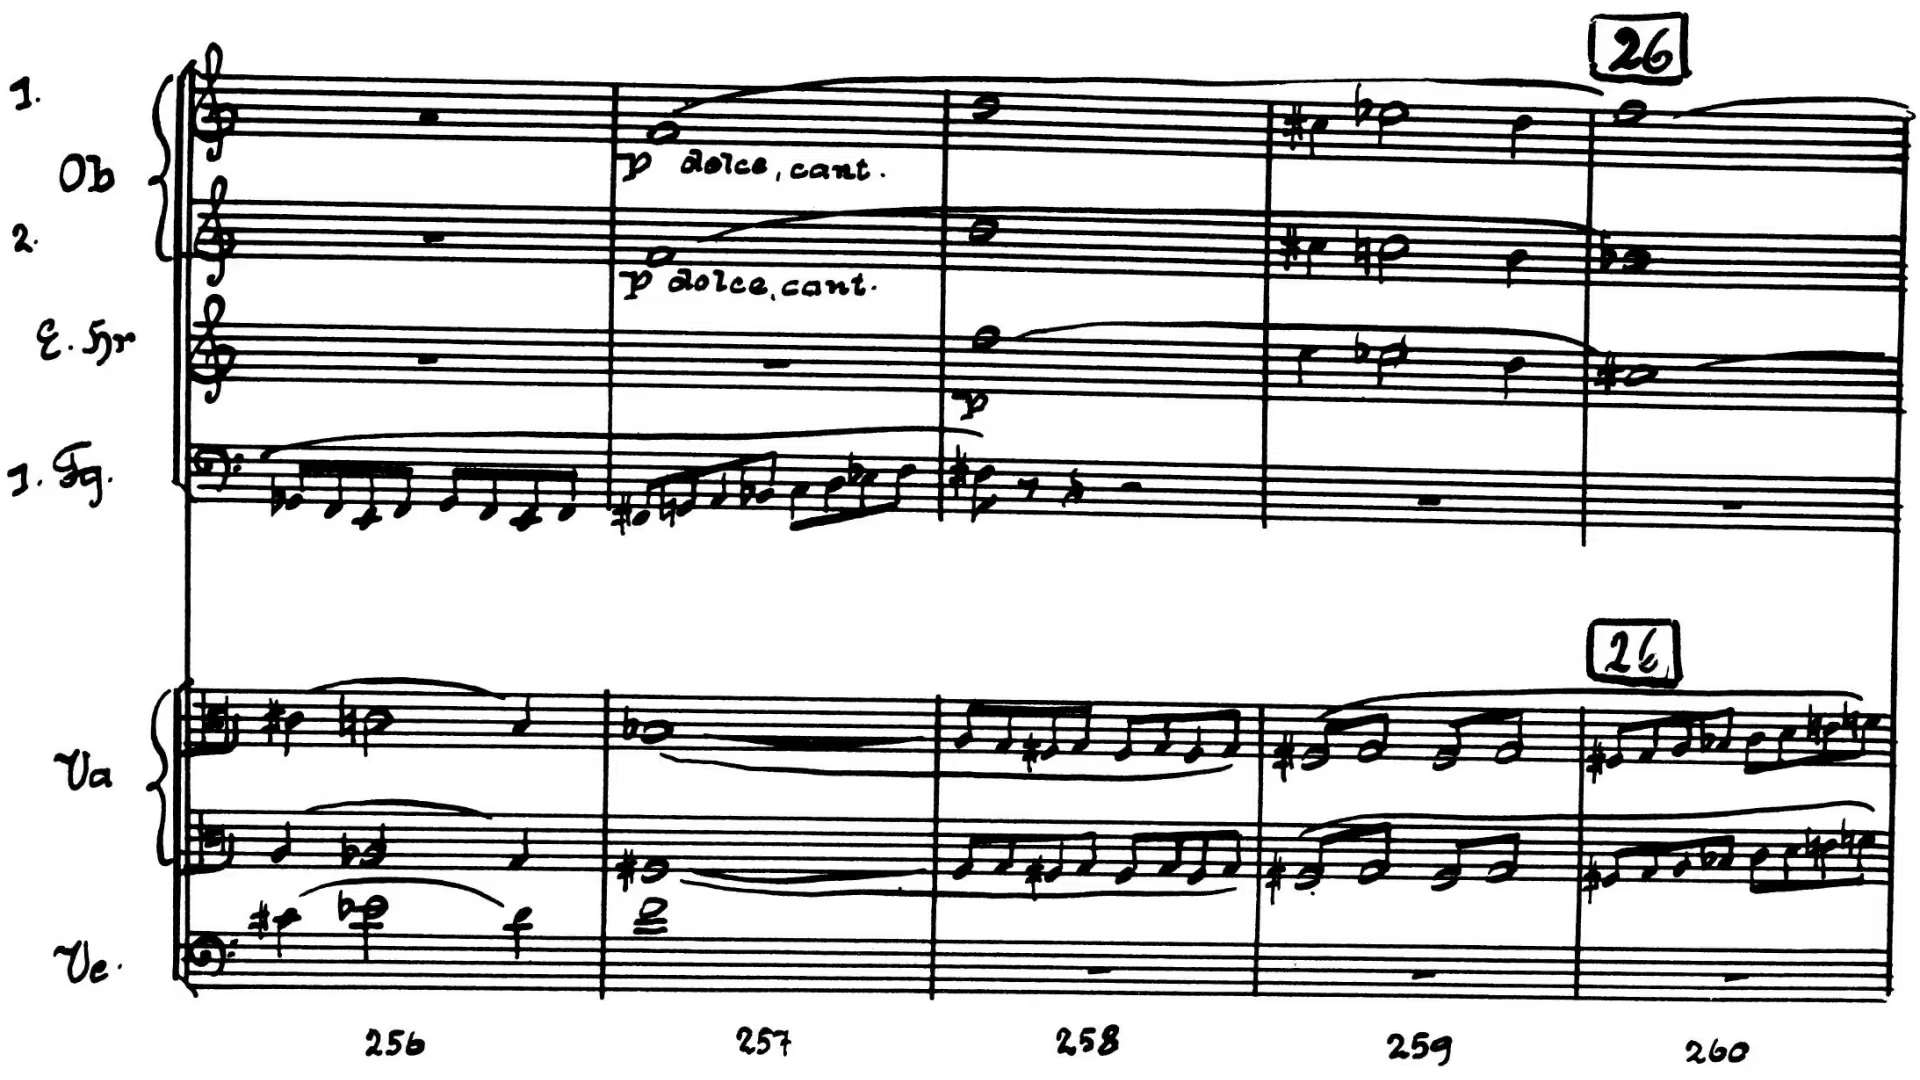 26
1.
Ob
p dolce, cant.
2.
p dolce, cant.
E. Hr
p
1. Fg.
26
Va
Vc.
256 257 258 259 260